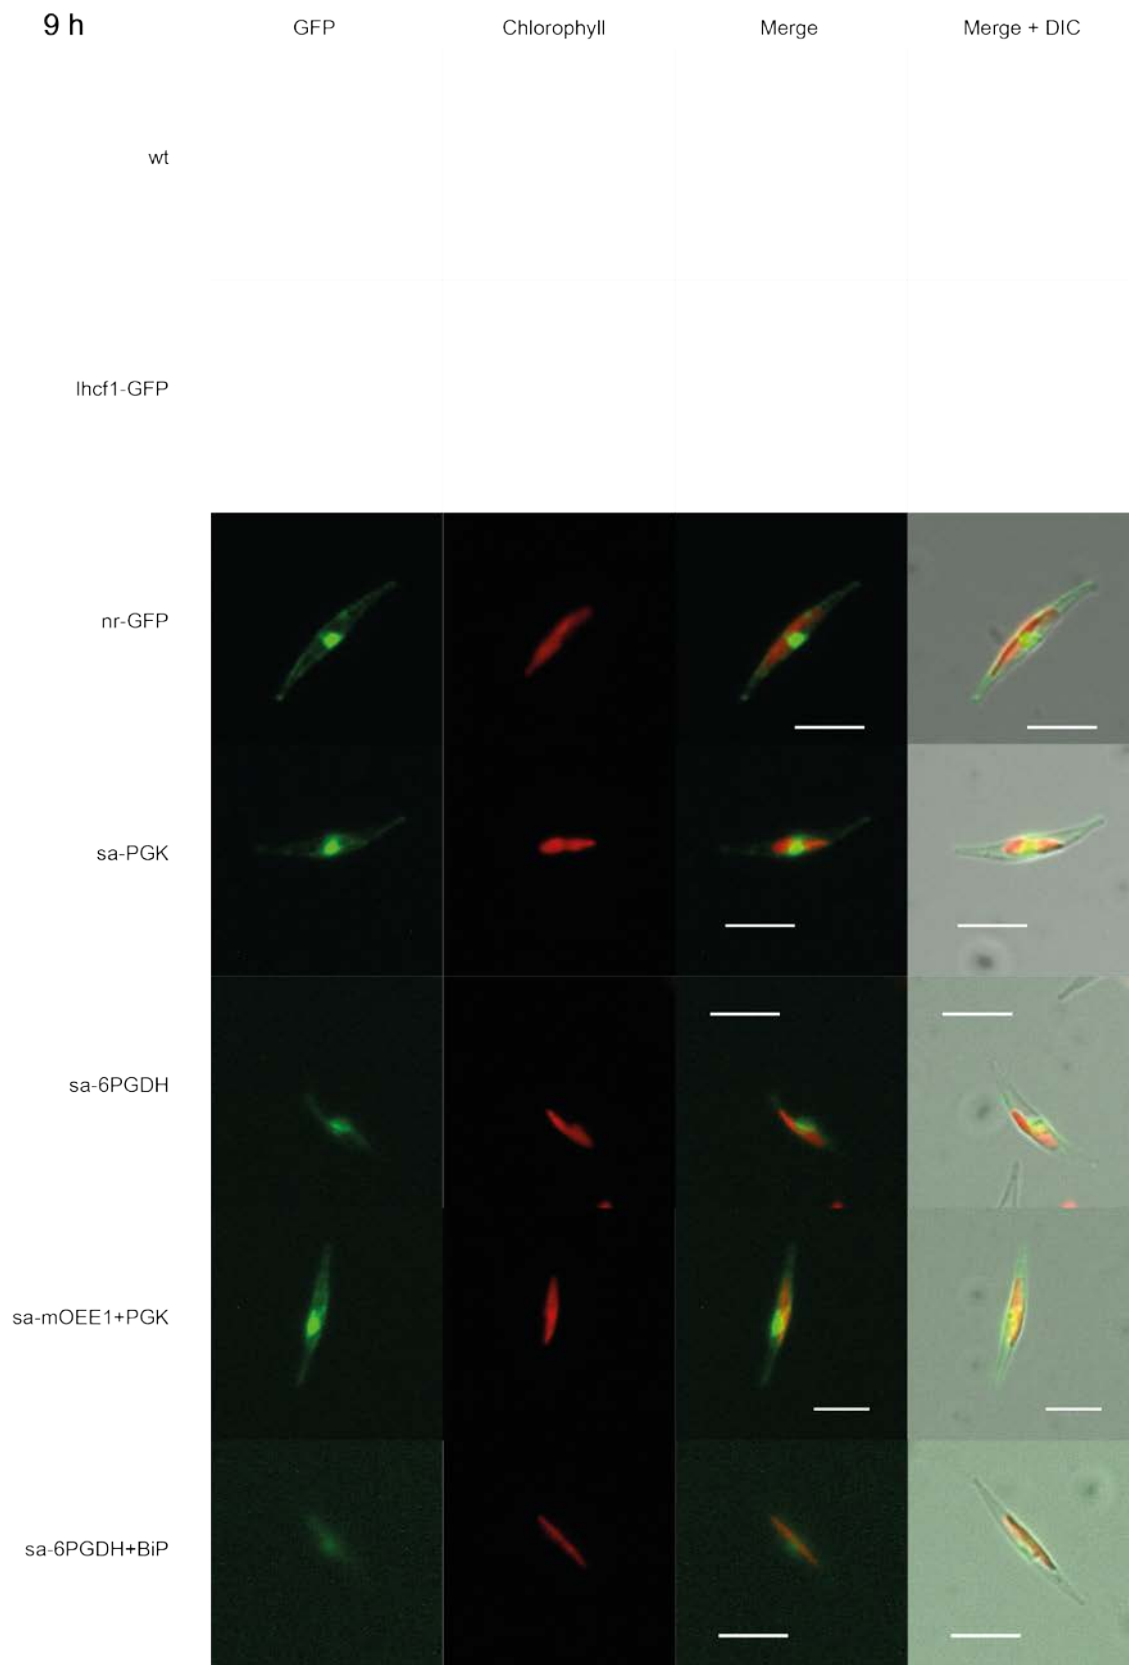 9 h GFP Chlorophyll Merge Merge + DIC
wt
lhcf1-GFP
nr-GFP
sa-PGK
sa-6PGDH
sa-mOEE1+PGK
sa-6PGDH+BiP